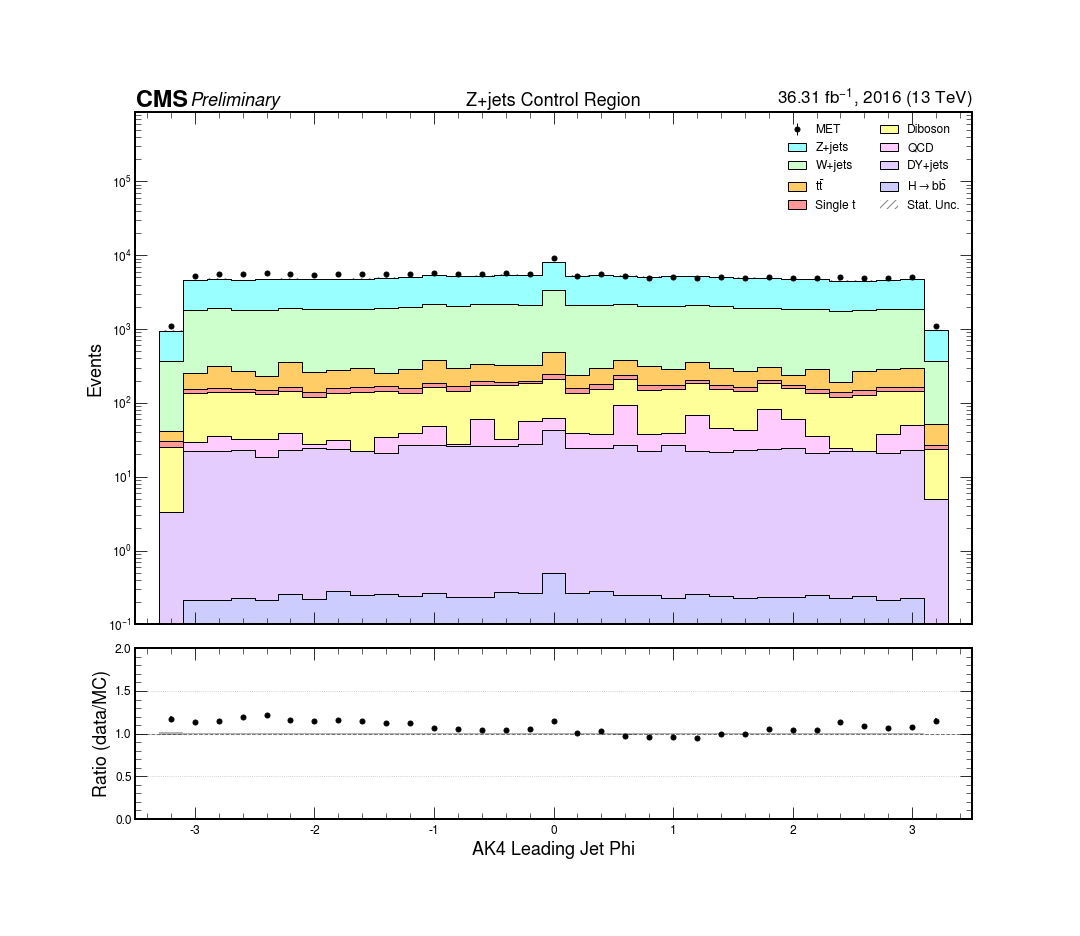 CMS Preliminary Z+jets Control Region 36.31 fb⁻¹, 2016 (13 TeV)
MET Diboson
Z+jets QCD
W+jets DY+jets
tt̄ H→bb̄
Single t Stat. Unc.
10⁵
10⁴
10³
10²
10¹
10⁰
10⁻¹
Events
2.0
1.5
1.0
0.5
0.0
Ratio (data/MC)
-3 -2 -1 0 1 2 3
AK4 Leading Jet Phi